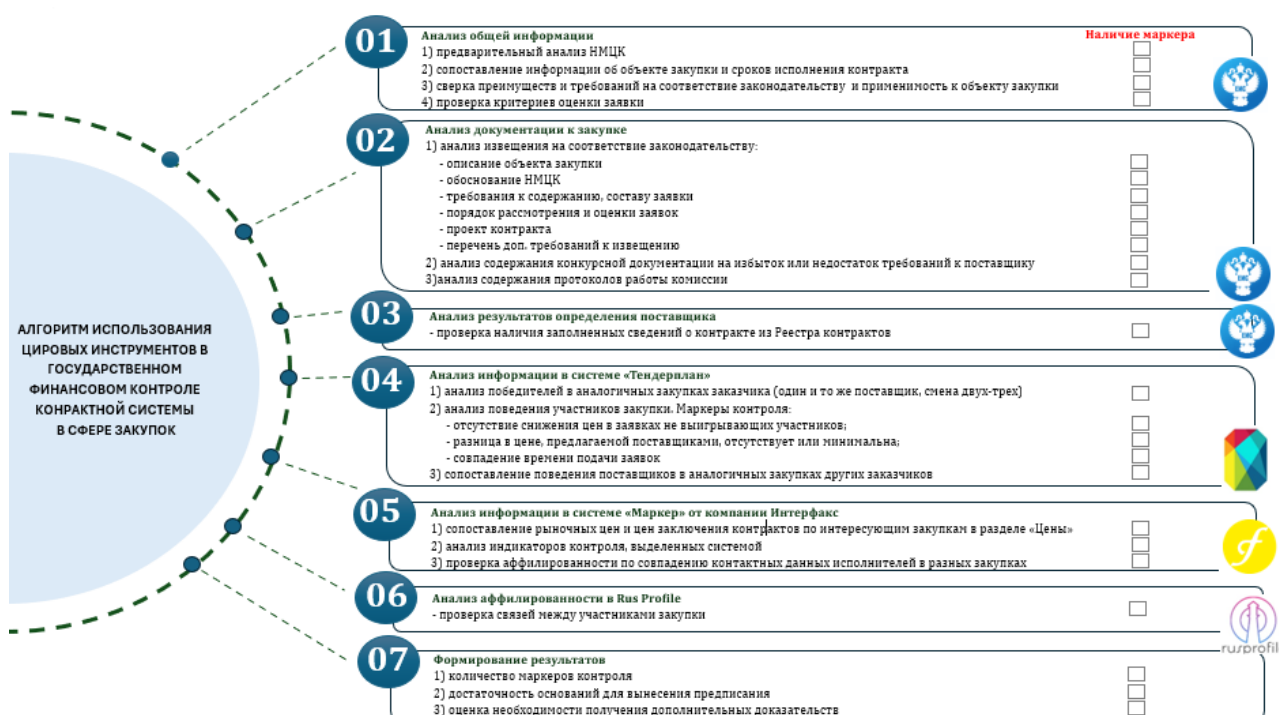 АЛГОРИТМ ИСПОЛЬЗОВАНИЯ
ЦИРОВЫХ ИНСТРУМЕНТОВ В
ГОСУДАРСТВЕННОМ
ФИНАНСОВОМ КОНТРОЛЕ
КОНРАКТНОЙ СИСТЕМЫ
В СФЕРЕ ЗАКУПОК
01
Анализ общей информации
Наличие маркера
1) предварительный анализ НМЦК
2) сопоставление информации об объекте закупки и сроков исполнения контракта
3) сверка преимуществ и требований на соответствие законодательству и применимость к объекту закупки
4) проверка критериев оценки заявки
ЕИС
02
Анализ документации к закупке
1) анализ извещения на соответствие законодательству:
- описание объекта закупки
- обоснование НМЦК
- требования к содержанию, составу заявки
- порядок рассмотрения и оценки заявок
- проект контракта
- перечень доп. требований к извещению
2) анализ содержания конкурсной документации на избыток или недостаток требований к поставщику
3)анализ содержания протоколов работы комиссии
ЕИС
03
Анализ результатов определения поставщика
- проверка наличия заполненных сведений о контракте из Реестра контрактов
ЕИС
04
Анализ информации в системе «Тендерплан»
1) анализ победителей в аналогичных закупках заказчика (один и то же поставщик, смена двух-трех)
2) анализ поведения участников закупки. Маркеры контроля:
- отсутствие снижения цен в заявках не выигрывающих участников;
- разница в цене, предлагаемой поставщиками, отсутствует или минимальна;
- совпадение времени подачи заявок
3) сопоставление поведения поставщиков в аналогичных закупках других заказчиков
05
Анализ информации в системе «Маркер» от компании Интерфакс
1) сопоставление рыночных цен и цен заключения контрактов по интересующим закупкам в разделе «Цены»
2) анализ индикаторов контроля, выделенных системой
3) проверка аффилированности по совпадению контактных данных исполнителей в разных закупках
f
06
Анализ аффилированности в Rus Profile
- проверка связей между участниками закупки
rusprofil
07
Формирование результатов
1) количество маркеров контроля
2) достаточность оснований для вынесения предписания
3) оценка необходимости получения дополнительных доказательств